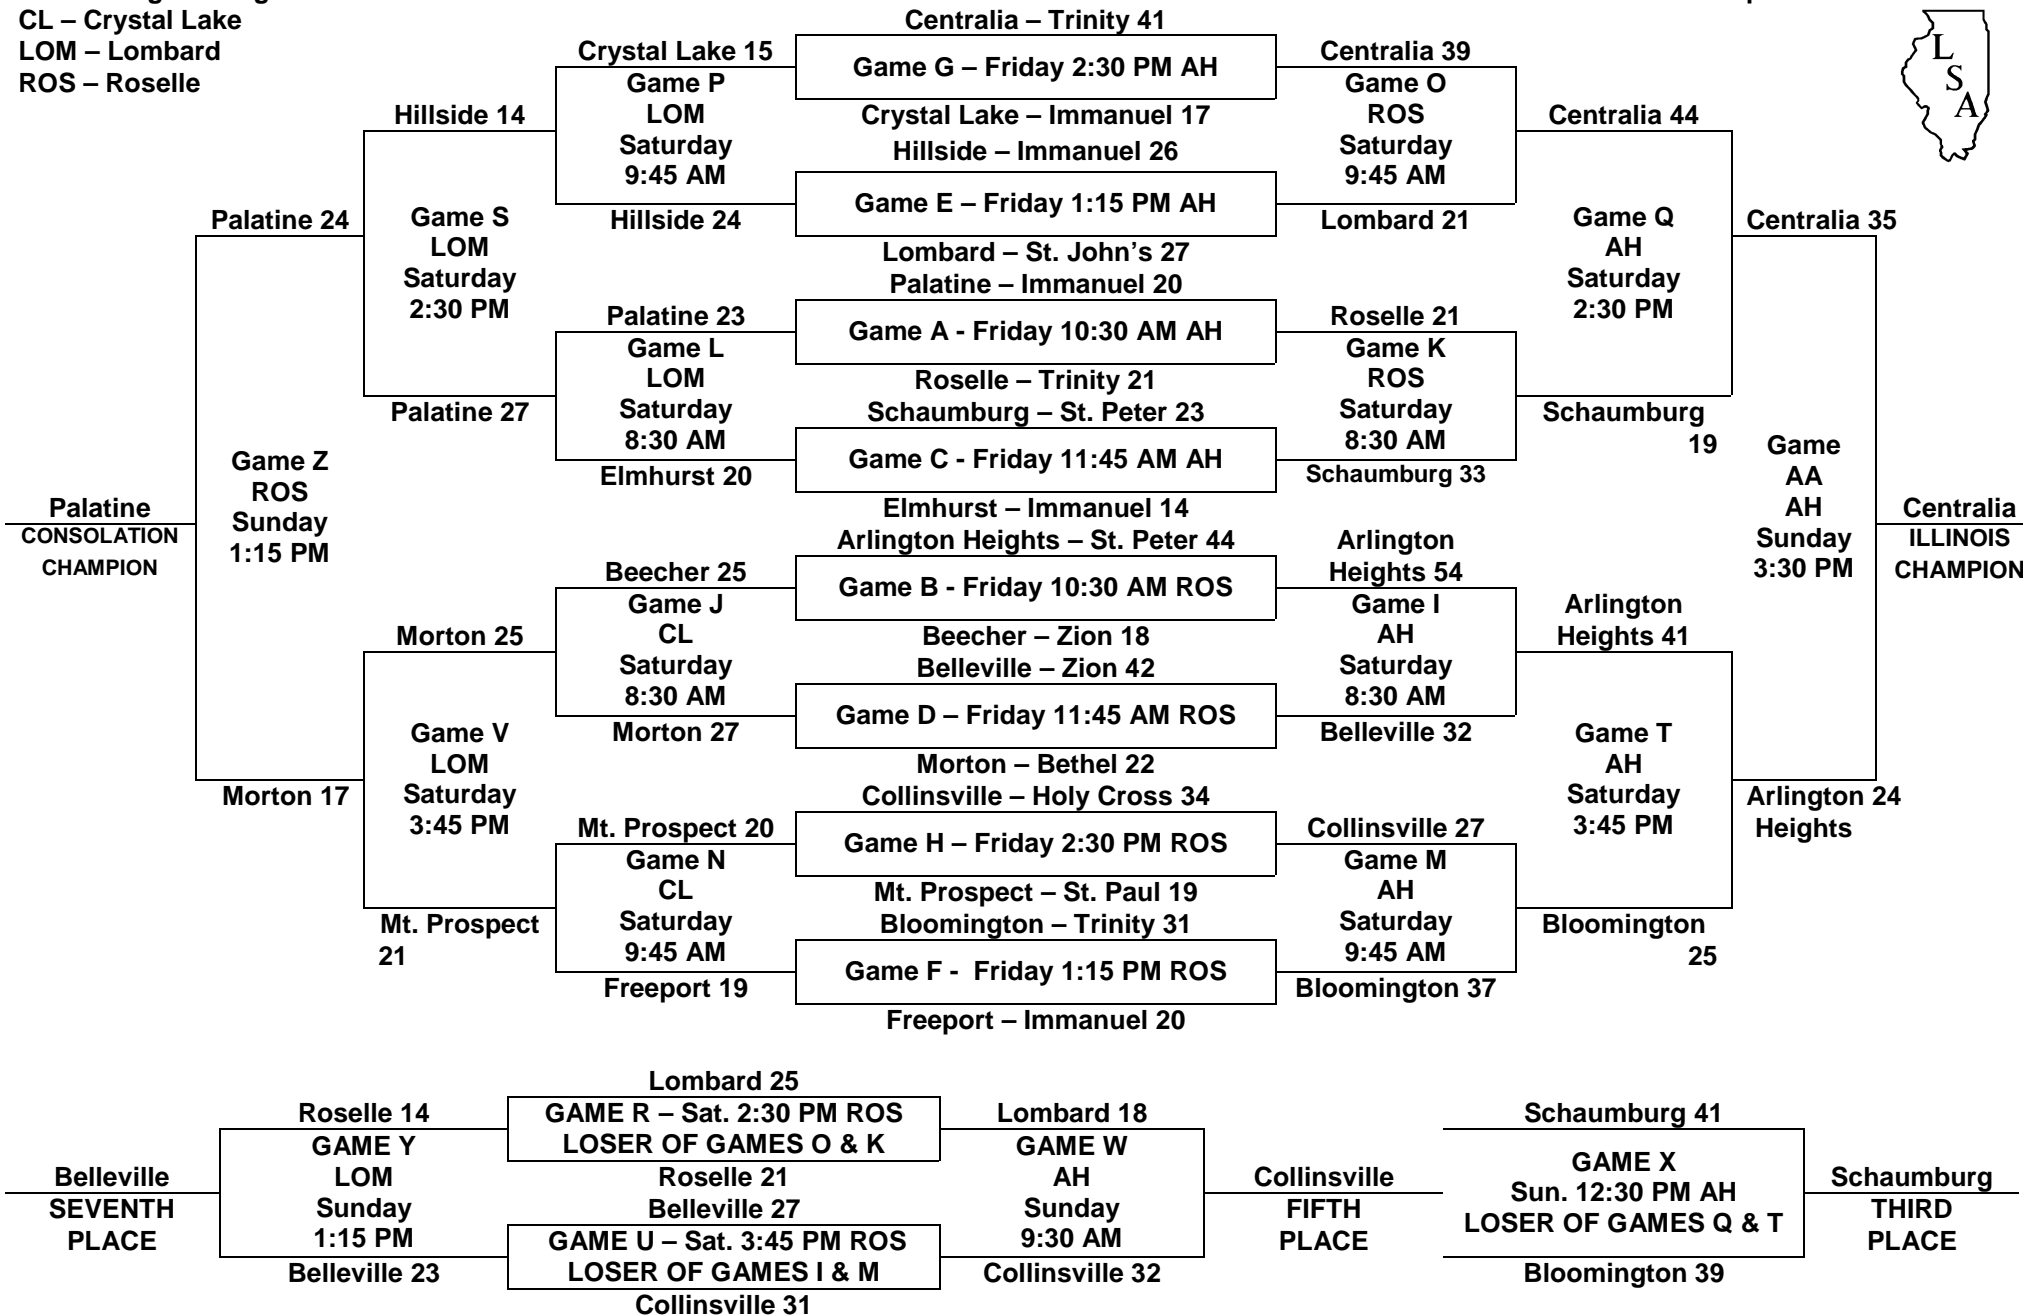 CL – Crystal Lake
LOM – Lombard
ROS – Roselle
L
S
A
Palatine
CONSOLATION
CHAMPION
Palatine 24
Game Z
ROS
Sunday
1:15 PM
Morton 17
Hillside 14
Game S
LOM
Saturday
2:30 PM
Palatine 27
Morton 25
Game V
LOM
Saturday
3:45 PM
Mt. Prospect
21
Crystal Lake 15
Game P
LOM
Saturday
9:45 AM
Hillside 24
Palatine 23
Game L
LOM
Saturday
8:30 AM
Elmhurst 20
Beecher 25
Game J
CL
Saturday
8:30 AM
Morton 27
Mt. Prospect 20
Game N
CL
Saturday
9:45 AM
Freeport 19
Centralia – Trinity 41
Game G – Friday 2:30 PM AH
Crystal Lake – Immanuel 17
Hillside – Immanuel 26
Game E – Friday 1:15 PM AH
Lombard – St. John's 27
Palatine – Immanuel 20
Game A - Friday 10:30 AM AH
Roselle – Trinity 21
Schaumburg – St. Peter 23
Game C - Friday 11:45 AM AH
Elmhurst – Immanuel 14
Arlington Heights – St. Peter 44
Game B - Friday 10:30 AM ROS
Beecher – Zion 18
Belleville – Zion 42
Game D – Friday 11:45 AM ROS
Morton – Bethel 22
Collinsville – Holy Cross 34
Game H – Friday 2:30 PM ROS
Mt. Prospect – St. Paul 19
Bloomington – Trinity 31
Game F -  Friday 1:15 PM ROS
Freeport – Immanuel 20
Centralia 39
Game O
ROS
Saturday
9:45 AM
Lombard 21
Roselle 21
Game K
ROS
Saturday
8:30 AM
Schaumburg 33
Arlington
Heights 54
Game I
AH
Saturday
8:30 AM
Belleville 32
Collinsville 27
Game M
AH
Saturday
9:45 AM
Bloomington 37
Centralia 44
Game Q
AH
Saturday
2:30 PM
Schaumburg
19
Arlington
Heights 41
Game T
AH
Saturday
3:45 PM
Bloomington
25
Centralia 35
Game
AA
AH
Sunday
3:30 PM
Arlington 24
Heights
Centralia
ILLINOIS
CHAMPION
Belleville
SEVENTH
PLACE
Roselle 14
GAME Y
LOM
Sunday
1:15 PM
Belleville 23
Lombard 25
GAME R – Sat. 2:30 PM ROS
LOSER OF GAMES O & K
Roselle 21
Belleville 27
GAME U – Sat. 3:45 PM ROS
LOSER OF GAMES I & M
Collinsville 31
Lombard 18
GAME W
AH
Sunday
9:30 AM
Collinsville 32
Collinsville
FIFTH
PLACE
Schaumburg 41
GAME X
Sun. 12:30 PM AH
LOSER OF GAMES Q & T
Bloomington 39
Schaumburg
THIRD
PLACE